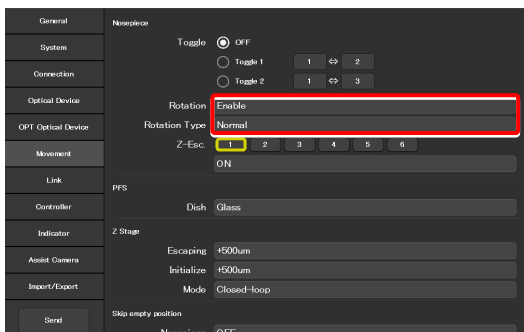 General
System
Connection
Optical Device
OPT Optical Device
Movement
Link
Controller
Indicator
Assist Camera
Import/Export
Send
Nosepiece
Toggle OFF
Toggle 1 1 ⇔ 2
Toggle 2 1 ⇔ 3
Rotation Enable
Rotation Type Normal
Z-Esc. 1 2 3 4 5 6
ON
PFS
Dish Glass
Z Stage
Escaping +500um
Initialize +500um
Mode Closed-loop
Skip empty position
Nosepiece OFF